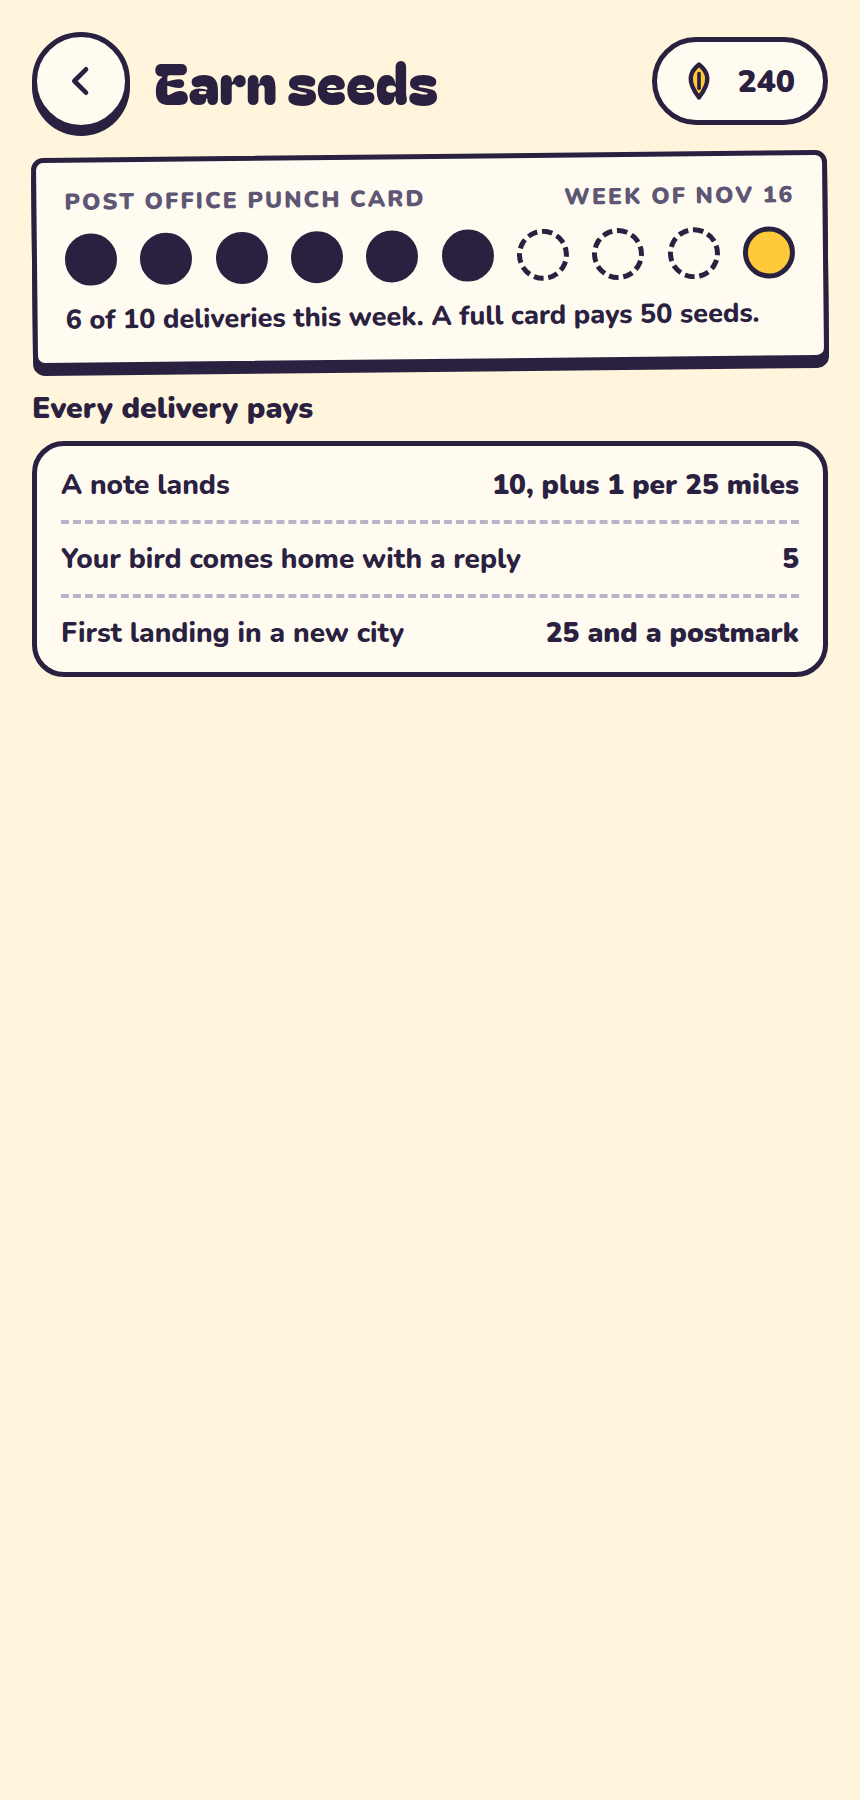 Earn seeds
240
POST OFFICE PUNCH CARD
WEEK OF NOV 16
6 of 10 deliveries this week. A full card pays 50 seeds.
Every delivery pays
A note lands
10, plus 1 per 25 miles
Your bird comes home with a reply
5
First landing in a new city
25 and a postmark